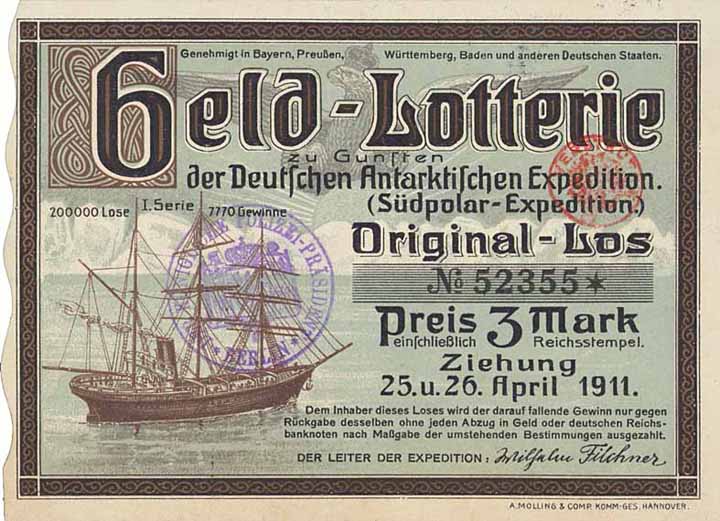 Genehmigt in Bayern, Preußen, Württemberg, Baden und anderen Deutschen Staaten.
Geld-Lotterie
zu Gunſten
der Deutſchen Antarktiſchen Expedition.
(Südpolar-Expedition.)
200000 Lose I. Serie 7770 Gewinne
Original-Los
No 52355*
Preis 3 Mark
einſchließlich Reichsstempel.
Ziehung
25. u. 26. April 1911.
Dem Inhaber dieses Loses wird der darauf fallende Gewinn nur gegen
Rückgabe desselben ohne jeden Abzug in Geld oder deutschen Reichs-
banknoten nach Maßgabe der umstehenden Bestimmungen ausgezahlt.
DER LEITER DER EXPEDITION: Wilhelm Filchner
A. MOLLING & COMP. KOMM-GES. HANNOVER.
POLIZEI-PRÄSIDIUM
BERLIN